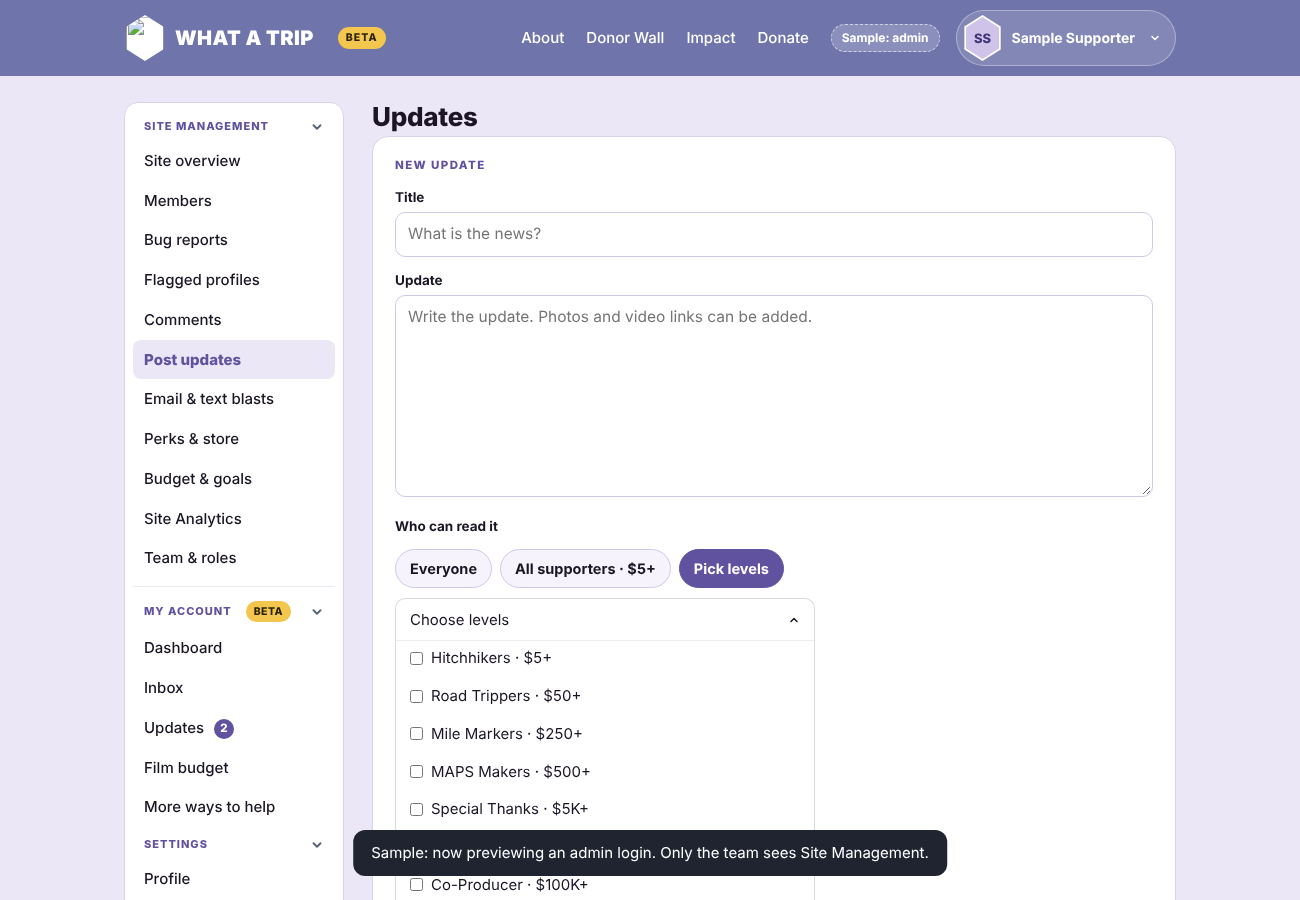 WHAT A TRIP
BETA
About
Donor Wall
Impact
Donate
Sample: admin
SS
Sample Supporter
SITE MANAGEMENT
Site overview
Members
Bug reports
Flagged profiles
Comments
Post updates
Email & text blasts
Perks & store
Budget & goals
Site Analytics
Team & roles
MY ACCOUNT
BETA
Dashboard
Inbox
Updates 2
Film budget
More ways to help
SETTINGS
Profile
Updates
NEW UPDATE
Title
What is the news?
Update
Write the update. Photos and video links can be added.
Who can read it
Everyone
All supporters · $5+
Pick levels
Choose levels
Hitchhikers · $5+
Road Trippers · $50+
Mile Markers · $250+
MAPS Makers · $500+
Special Thanks · $5K+
Sample: now previewing an admin login. Only the team sees Site Management.
Co-Producer · $100K+